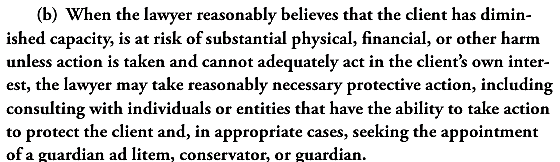 (b) When the lawyer reasonably believes that the client has dimin-
ished capacity, is at risk of substantial physical, financial, or other harm
unless action is taken and cannot adequately act in the client's own inter-
est, the lawyer may take reasonably necessary protective action, including
consulting with individuals or entities that have the ability to take action
to protect the client and, in appropriate cases, seeking the appointment
of a guardian ad litem, conservator, or guardian.